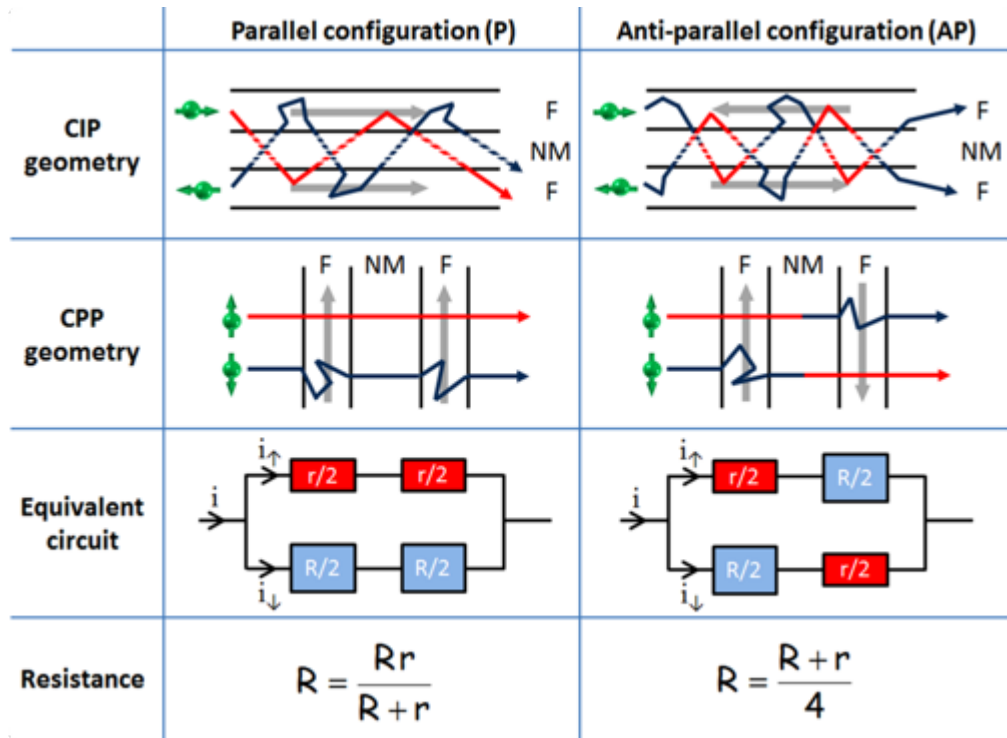 Parallel configuration (P)
Anti-parallel configuration (AP)
CIP
geometry
F
NM
F
F
NM
F
CPP
geometry
F NM F
F NM F
Equivalent
circuit
i
i↑
r/2 r/2
R/2 R/2
i↓
i
i↑
r/2 R/2
R/2 r/2
i↓
Resistance
R = Rr / R + r
R = R + r / 4